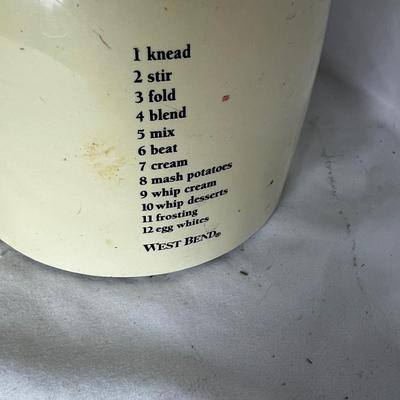 1 knead
2 stir
3 fold
4 blend
5 mix
6 beat
7 cream
8 mash potatoes
9 whip cream
10 whip desserts
11 frosting
12 egg whites
WEST BEND®